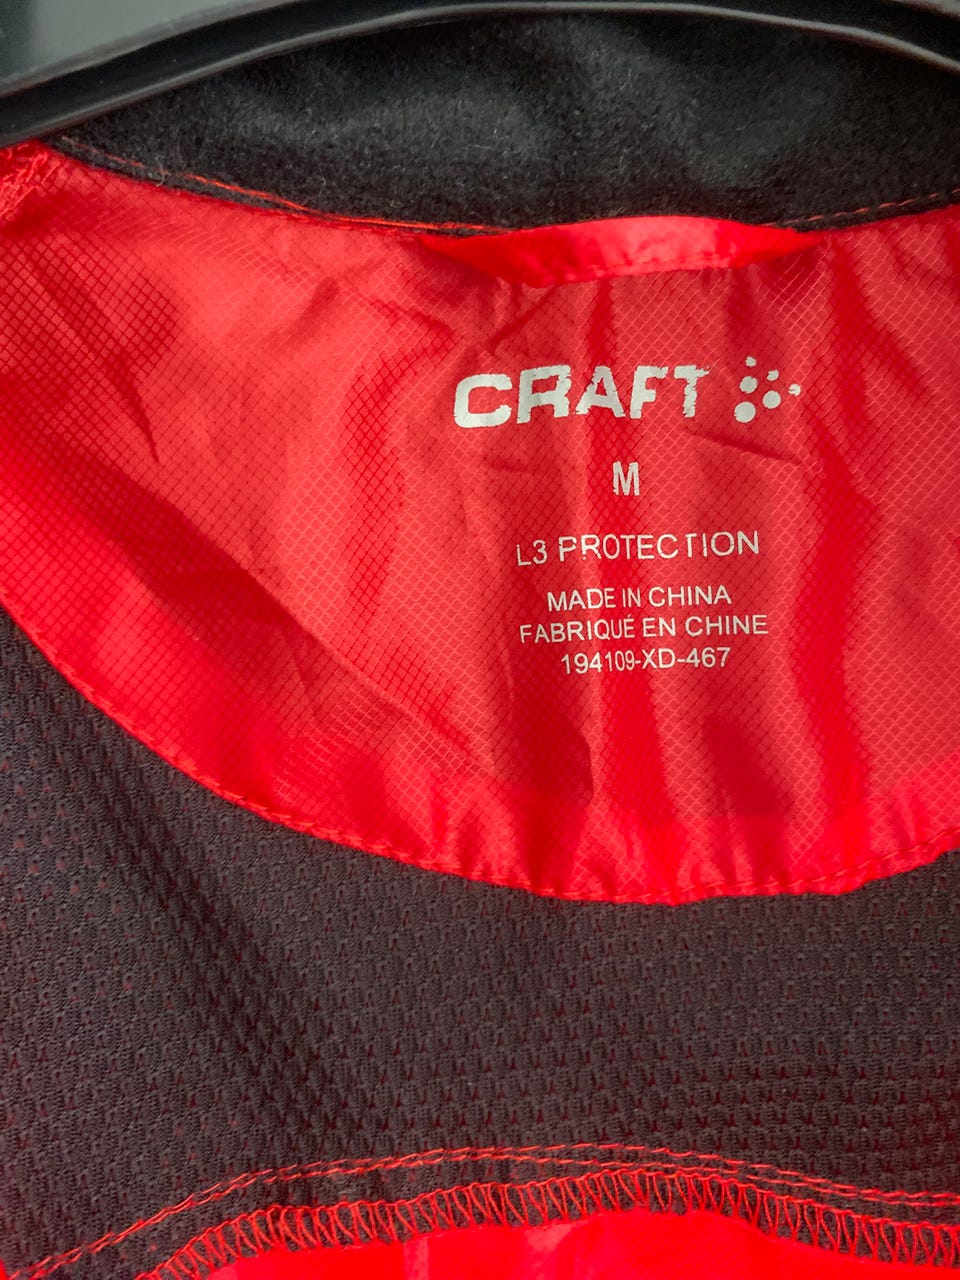 CRAFT
M
L3 PROTECTION
MADE IN CHINA
FABRIQUÉ EN CHINE
194109-XD-467